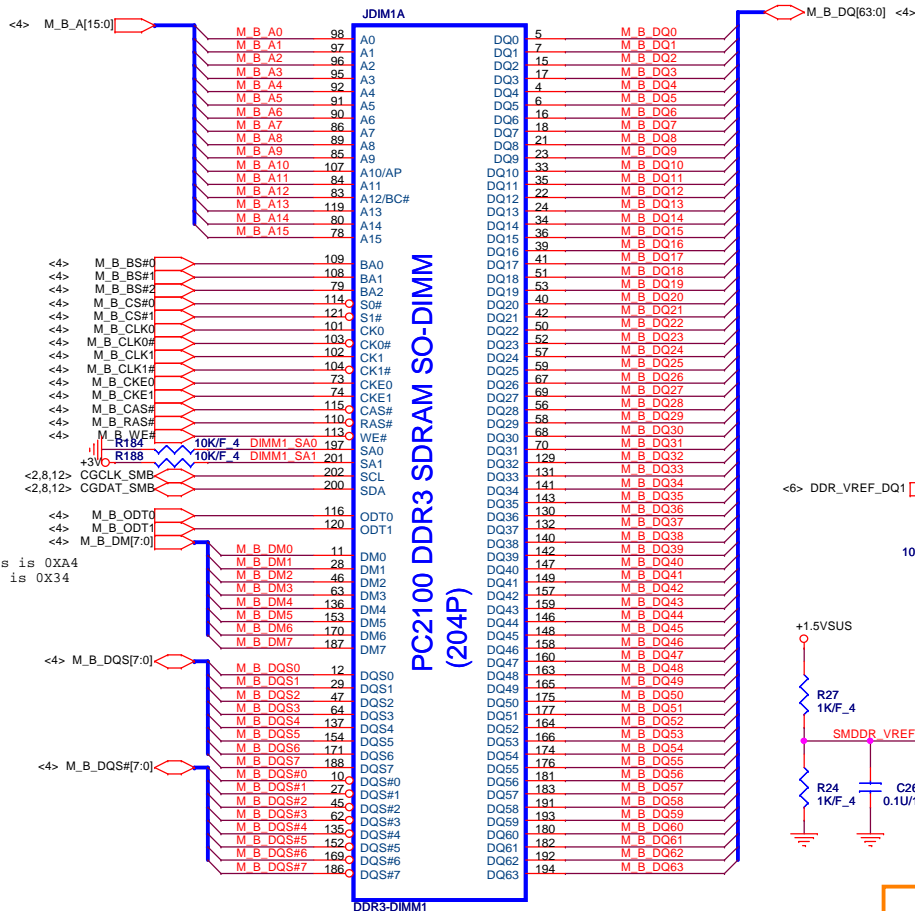 JDIM1A
<4> M_B_A[15:0]
M_B_DQ[63:0] <4>
M_B_A0 98 A0
M_B_A1 97 A1
M_B_A2 96 A2
M_B_A3 95 A3
M_B_A4 92 A4
M_B_A5 91 A5
M_B_A6 90 A6
M_B_A7 86 A7
M_B_A8 89 A8
M_B_A9 85 A9
M_B_A10 107 A10/AP
M_B_A11 84 A11
M_B_A12 83 A12/BC#
M_B_A13 119 A13
M_B_A14 80 A14
M_B_A15 78 A15
<4> M_B_BS#0 109 BA0
<4> M_B_BS#1 108 BA1
<4> M_B_BS#2 79 BA2
<4> M_B_CS#0 114 S0#
<4> M_B_CS#1 121 S1#
<4> M_B_CLK0 101 CK0
<4> M_B_CLK0# 103 CK0#
<4> M_B_CLK1 102 CK1
<4> M_B_CLK1# 104 CK1#
<4> M_B_CKE0 73 CKE0
<4> M_B_CKE1 74 CKE1
<4> M_B_CAS# 115 CAS#
<4> M_B_RAS# 110 RAS#
<4> M_B_WE# 113 WE#
R184 10K/F_4 DIMM1_SA0 197 SA0
+3V R188 10K/F_4 DIMM1_SA1 201 SA1
<2,8,12> CGCLK_SMB 202 SCL
<2,8,12> CGDAT_SMB 200 SDA
<4> M_B_ODT0 116 ODT0
<4> M_B_ODT1 120 ODT1
<4> M_B_DM[7:0]
M_B_DM0 11 DM0
M_B_DM1 28 DM1
M_B_DM2 46 DM2
M_B_DM3 63 DM3
M_B_DM4 136 DM4
M_B_DM5 153 DM5
M_B_DM6 170 DM6
M_B_DM7 187 DM7
s is 0XA4
is 0X34
<4> M_B_DQS[7:0]
M_B_DQS0 12 DQS0
M_B_DQS1 29 DQS1
M_B_DQS2 47 DQS2
M_B_DQS3 64 DQS3
M_B_DQS4 137 DQS4
M_B_DQS5 154 DQS5
M_B_DQS6 171 DQS6
M_B_DQS7 188 DQS7
<4> M_B_DQS#[7:0]
M_B_DQS#0 10 DQS#0
M_B_DQS#1 27 DQS#1
M_B_DQS#2 45 DQS#2
M_B_DQS#3 62 DQS#3
M_B_DQS#4 135 DQS#4
M_B_DQS#5 152 DQS#5
M_B_DQS#6 169 DQS#6
M_B_DQS#7 186 DQS#7
PC2100 DDR3 SDRAM SO-DIMM
(204P)
DQ0 5 M_B_DQ0
DQ1 7 M_B_DQ1
DQ2 15 M_B_DQ2
DQ3 17 M_B_DQ3
DQ4 4 M_B_DQ4
DQ5 6 M_B_DQ5
DQ6 16 M_B_DQ6
DQ7 18 M_B_DQ7
DQ8 21 M_B_DQ8
DQ9 23 M_B_DQ9
DQ10 33 M_B_DQ10
DQ11 35 M_B_DQ11
DQ12 22 M_B_DQ12
DQ13 24 M_B_DQ13
DQ14 34 M_B_DQ14
DQ15 36 M_B_DQ15
DQ16 39 M_B_DQ16
DQ17 41 M_B_DQ17
DQ18 51 M_B_DQ18
DQ19 53 M_B_DQ19
DQ20 40 M_B_DQ20
DQ21 42 M_B_DQ21
DQ22 50 M_B_DQ22
DQ23 52 M_B_DQ23
DQ24 57 M_B_DQ24
DQ25 59 M_B_DQ25
DQ26 67 M_B_DQ26
DQ27 69 M_B_DQ27
DQ28 56 M_B_DQ28
DQ29 58 M_B_DQ29
DQ30 68 M_B_DQ30
DQ31 70 M_B_DQ31
DQ32 129 M_B_DQ32
DQ33 131 M_B_DQ33
DQ34 141 M_B_DQ34
DQ35 143 M_B_DQ35
DQ36 130 M_B_DQ36
DQ37 132 M_B_DQ37
DQ38 140 M_B_DQ38
DQ39 142 M_B_DQ39
DQ40 147 M_B_DQ40
DQ41 149 M_B_DQ41
DQ42 157 M_B_DQ42
DQ43 159 M_B_DQ43
DQ44 146 M_B_DQ44
DQ45 148 M_B_DQ45
DQ46 158 M_B_DQ46
DQ47 160 M_B_DQ47
DQ48 163 M_B_DQ48
DQ49 165 M_B_DQ49
DQ50 175 M_B_DQ50
DQ51 177 M_B_DQ51
DQ52 164 M_B_DQ52
DQ53 166 M_B_DQ53
DQ54 174 M_B_DQ54
DQ55 176 M_B_DQ55
DQ56 181 M_B_DQ56
DQ57 183 M_B_DQ57
DQ58 191 M_B_DQ58
DQ59 193 M_B_DQ59
DQ60 180 M_B_DQ60
DQ61 182 M_B_DQ61
DQ62 192 M_B_DQ62
DQ63 194 M_B_DQ63
DDR3-DIMM1
<6> DDR_VREF_DQ1
10
+1.5VSUS
R27
1K/F_4
SMDDR_VREF
R24
1K/F_4
C26
0.1U/1